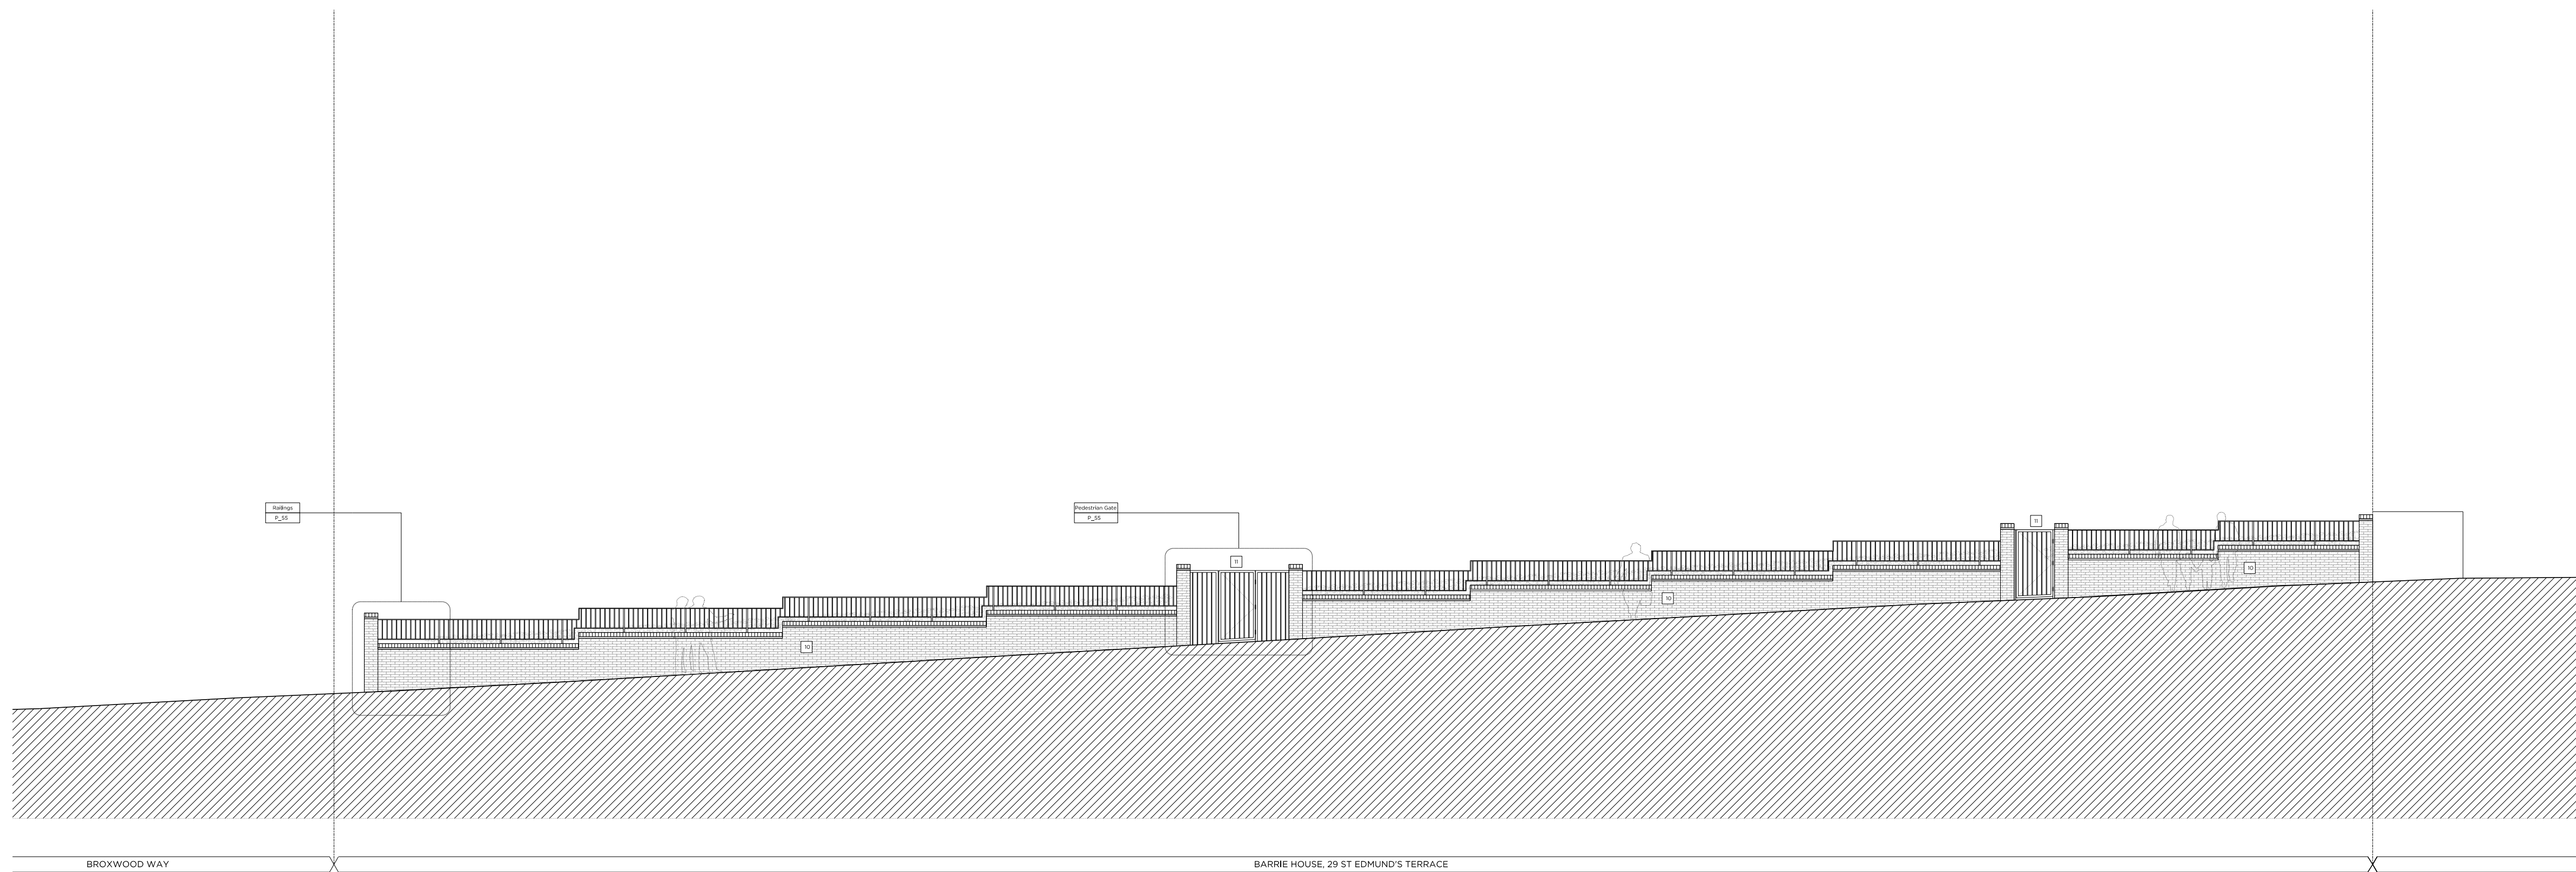 Railings
P_55
Pedestrian Gate
P_55
11
11
10
10
10
BROXWOOD WAY
BARRIE HOUSE, 29 ST EDMUND'S TERRACE